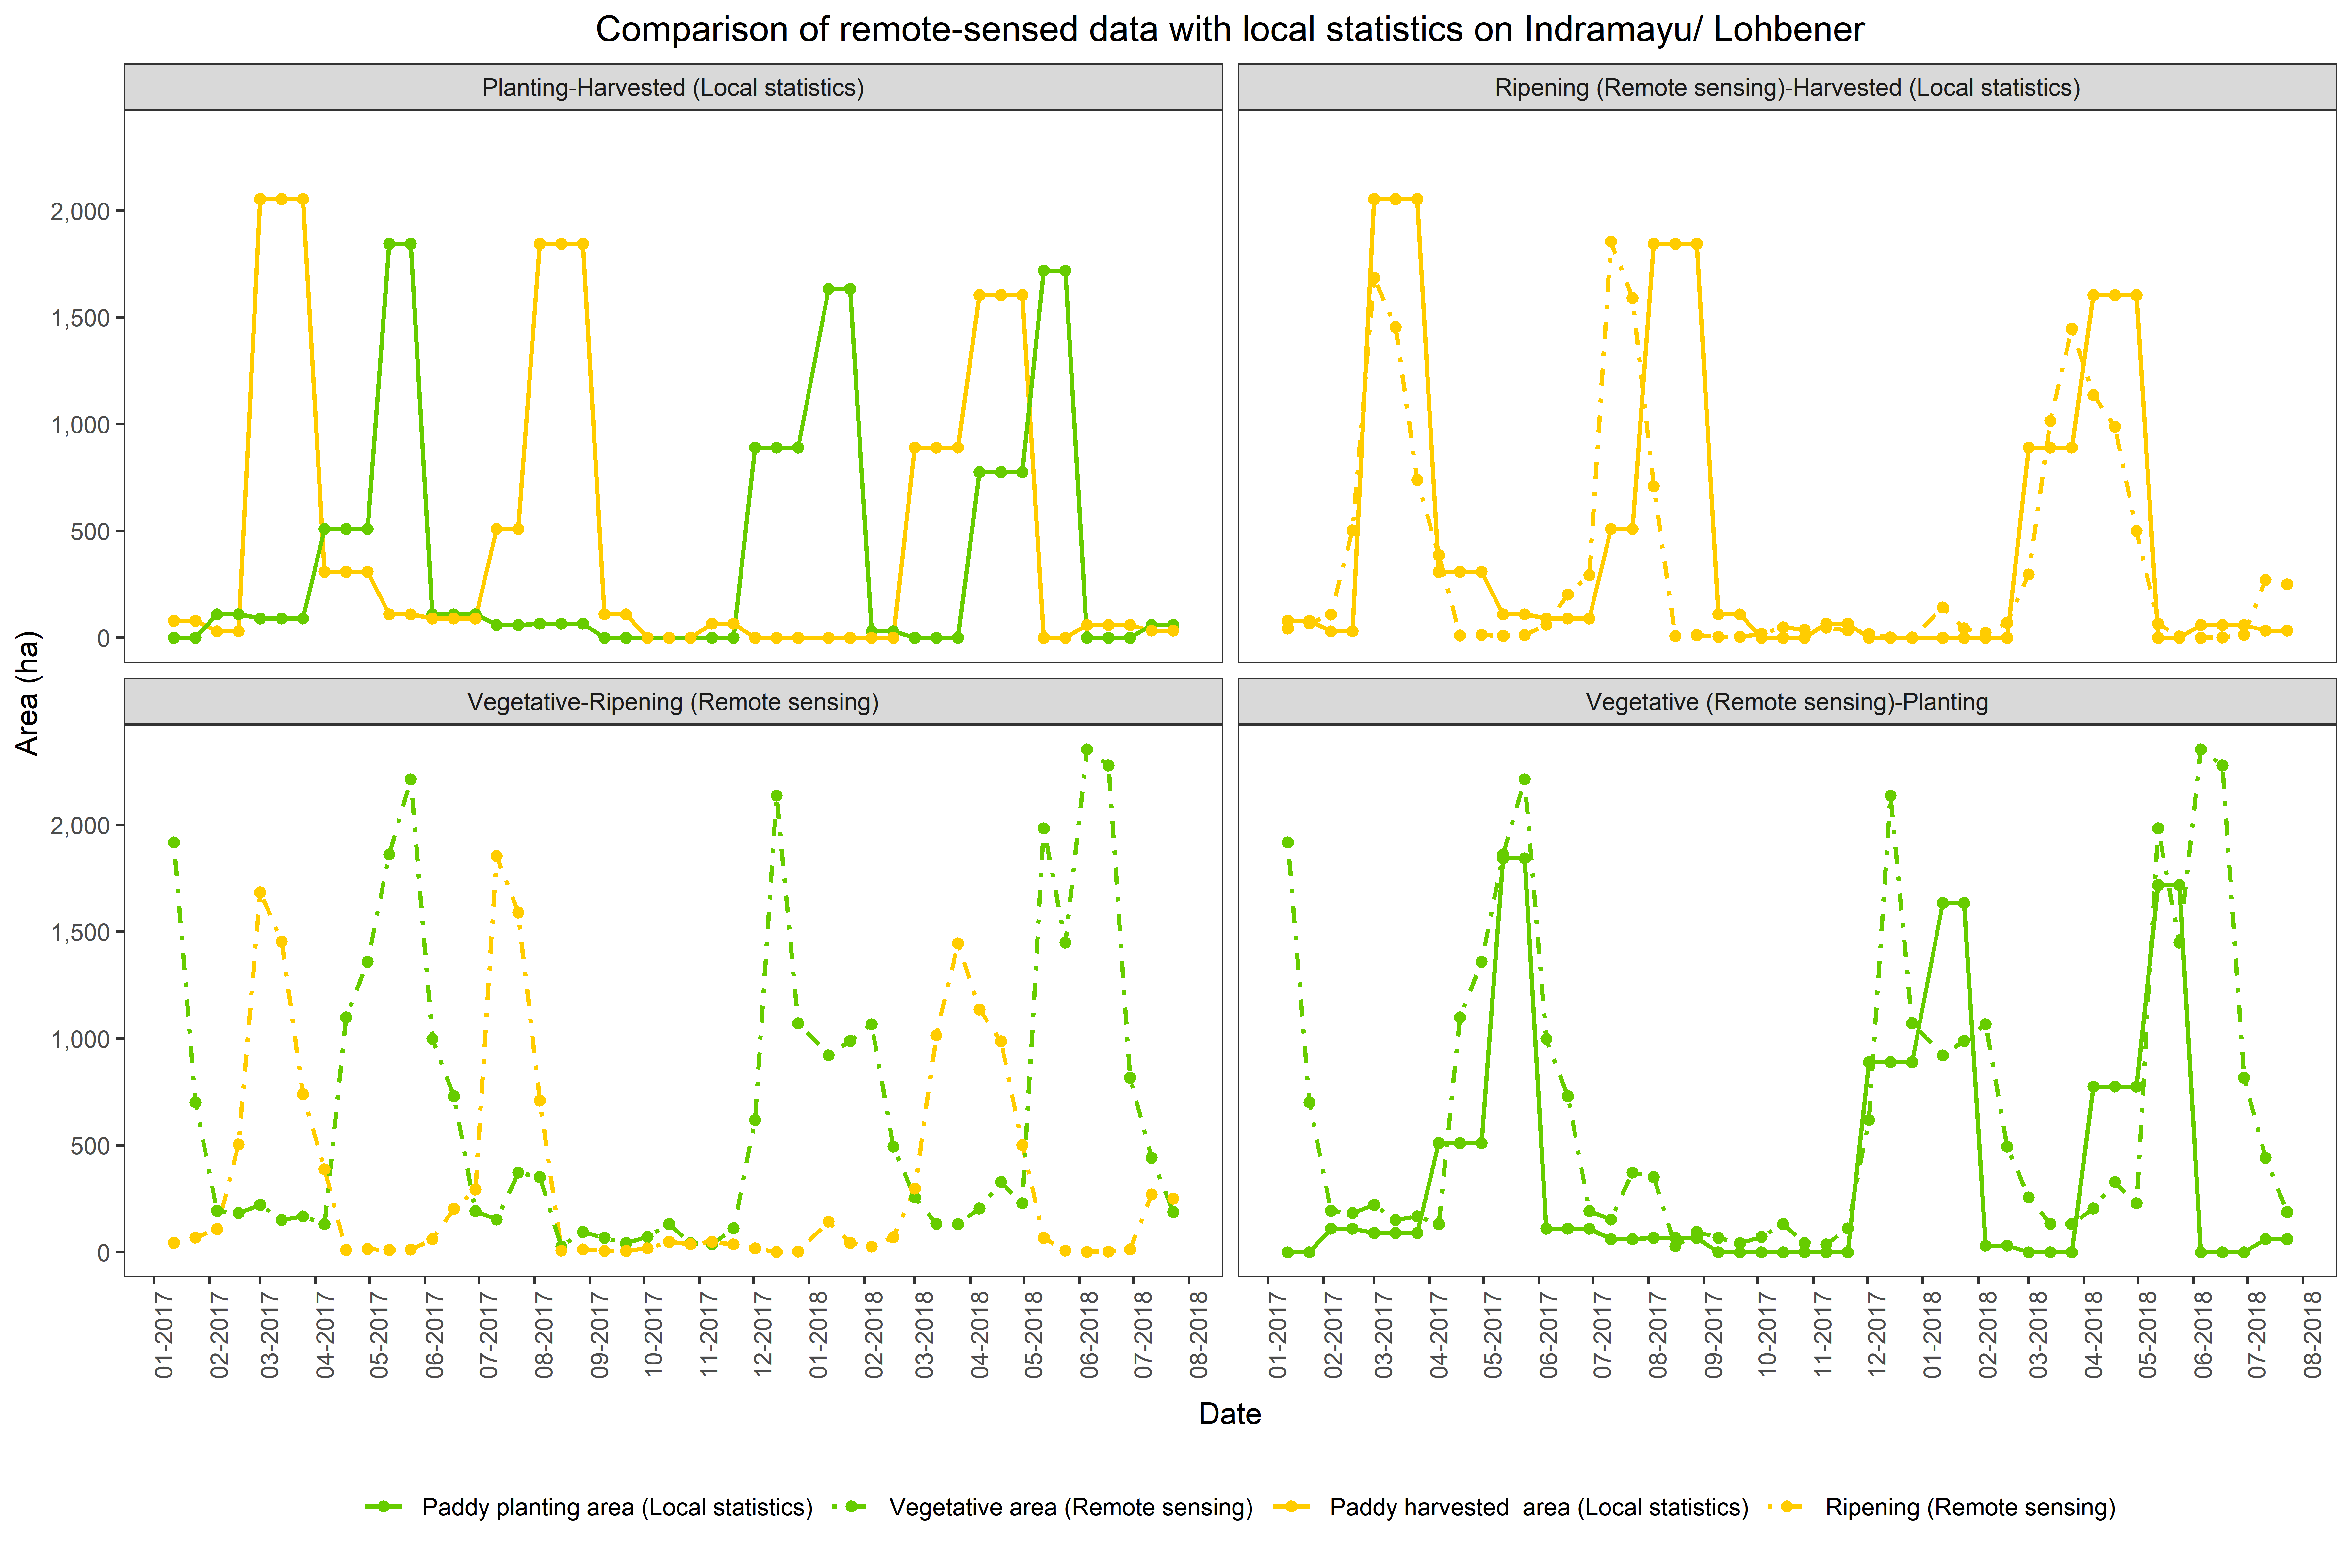 Comparison of remote-sensed data with local statistics on Indramayu/ Lohbener
Planting-Harvested (Local statistics)
Ripening (Remote sensing)-Harvested (Local statistics)
2,000
1,500
1,000
500
0
Area (ha)
Vegetative-Ripening (Remote sensing)
Vegetative (Remote sensing)-Planting
2,000
1,500
1,000
500
0
01-2017 02-2017 03-2017 04-2017 05-2017 06-2017 07-2017 08-2017 09-2017 10-2017 11-2017 12-2017 01-2018 02-2018 03-2018 04-2018 05-2018 06-2018 07-2018 08-2018
01-2017 02-2017 03-2017 04-2017 05-2017 06-2017 07-2017 08-2017 09-2017 10-2017 11-2017 12-2017 01-2018 02-2018 03-2018 04-2018 05-2018 06-2018 07-2018 08-2018
Date
Paddy planting area (Local statistics) Vegetative area (Remote sensing) Paddy harvested  area (Local statistics) Ripening (Remote sensing)